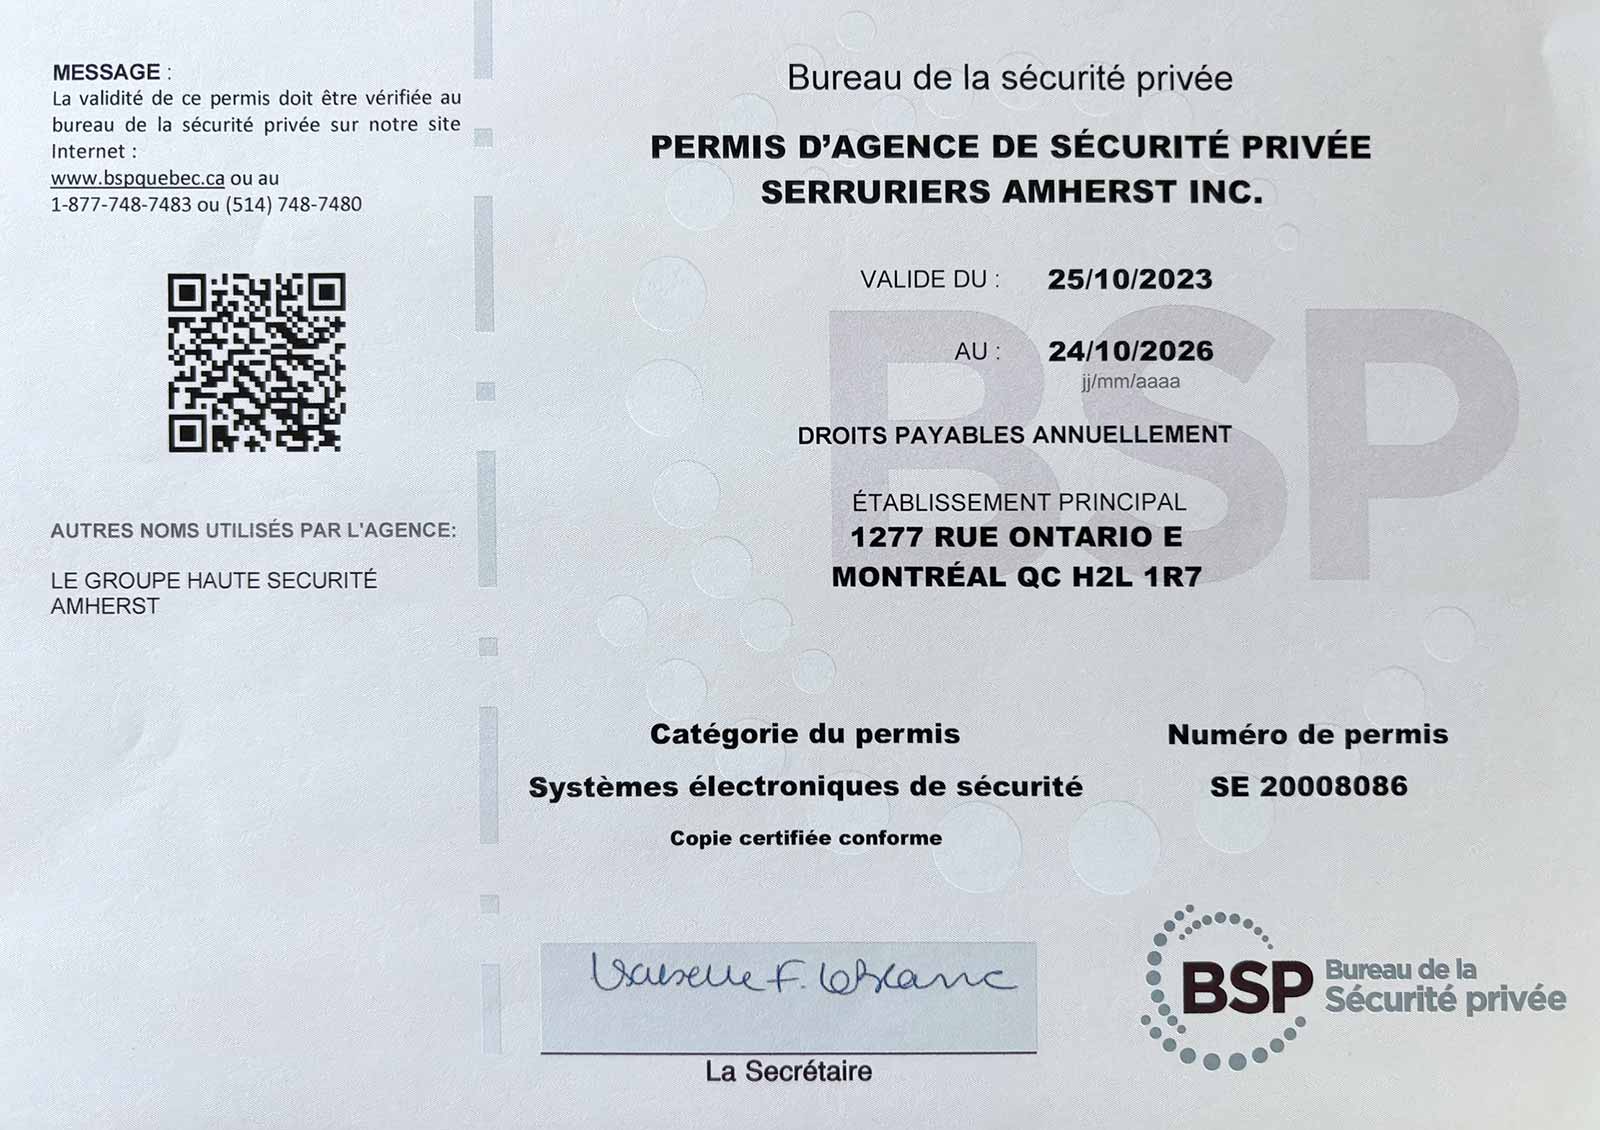 MESSAGE :
La validité de ce permis doit être vérifiée au
bureau de la sécurité privée sur notre site
Internet :
www.bspquebec.ca ou au
1-877-748-7483 ou (514) 748-7480
AUTRES NOMS UTILISÉS PAR L'AGENCE:
LE GROUPE HAUTE SECURITÉ
AMHERST
Bureau de la sécurité privée
PERMIS D’AGENCE DE SÉCURITÉ PRIVÉE
SERRURIERS AMHERST INC.
VALIDE DU : 25/10/2023
AU : 24/10/2026
jj/mm/aaaa
DROITS PAYABLES ANNUELLEMENT
ÉTABLISSEMENT PRINCIPAL
1277 RUE ONTARIO E
MONTRÉAL QC H2L 1R7
BSP
Catégorie du permis Numéro de permis
Systèmes électroniques de sécurité SE 20008086
Copie certifiée conforme
F. Leblanc
La Secrétaire
BSP Bureau de la
Sécurité privée